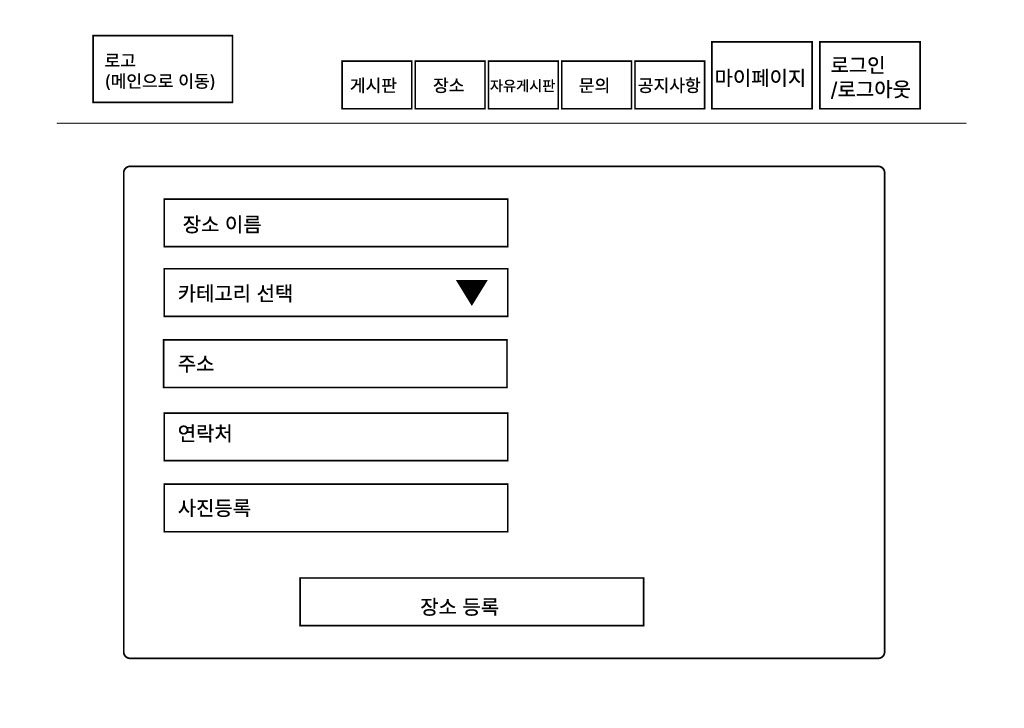 로고
(메인으로 이동)
게시판
장소
자유게시판
문의
공지사항
마이페이지
로그인
/로그아웃
장소 이름
카테고리 선택
주소
연락처
사진등록
장소 등록